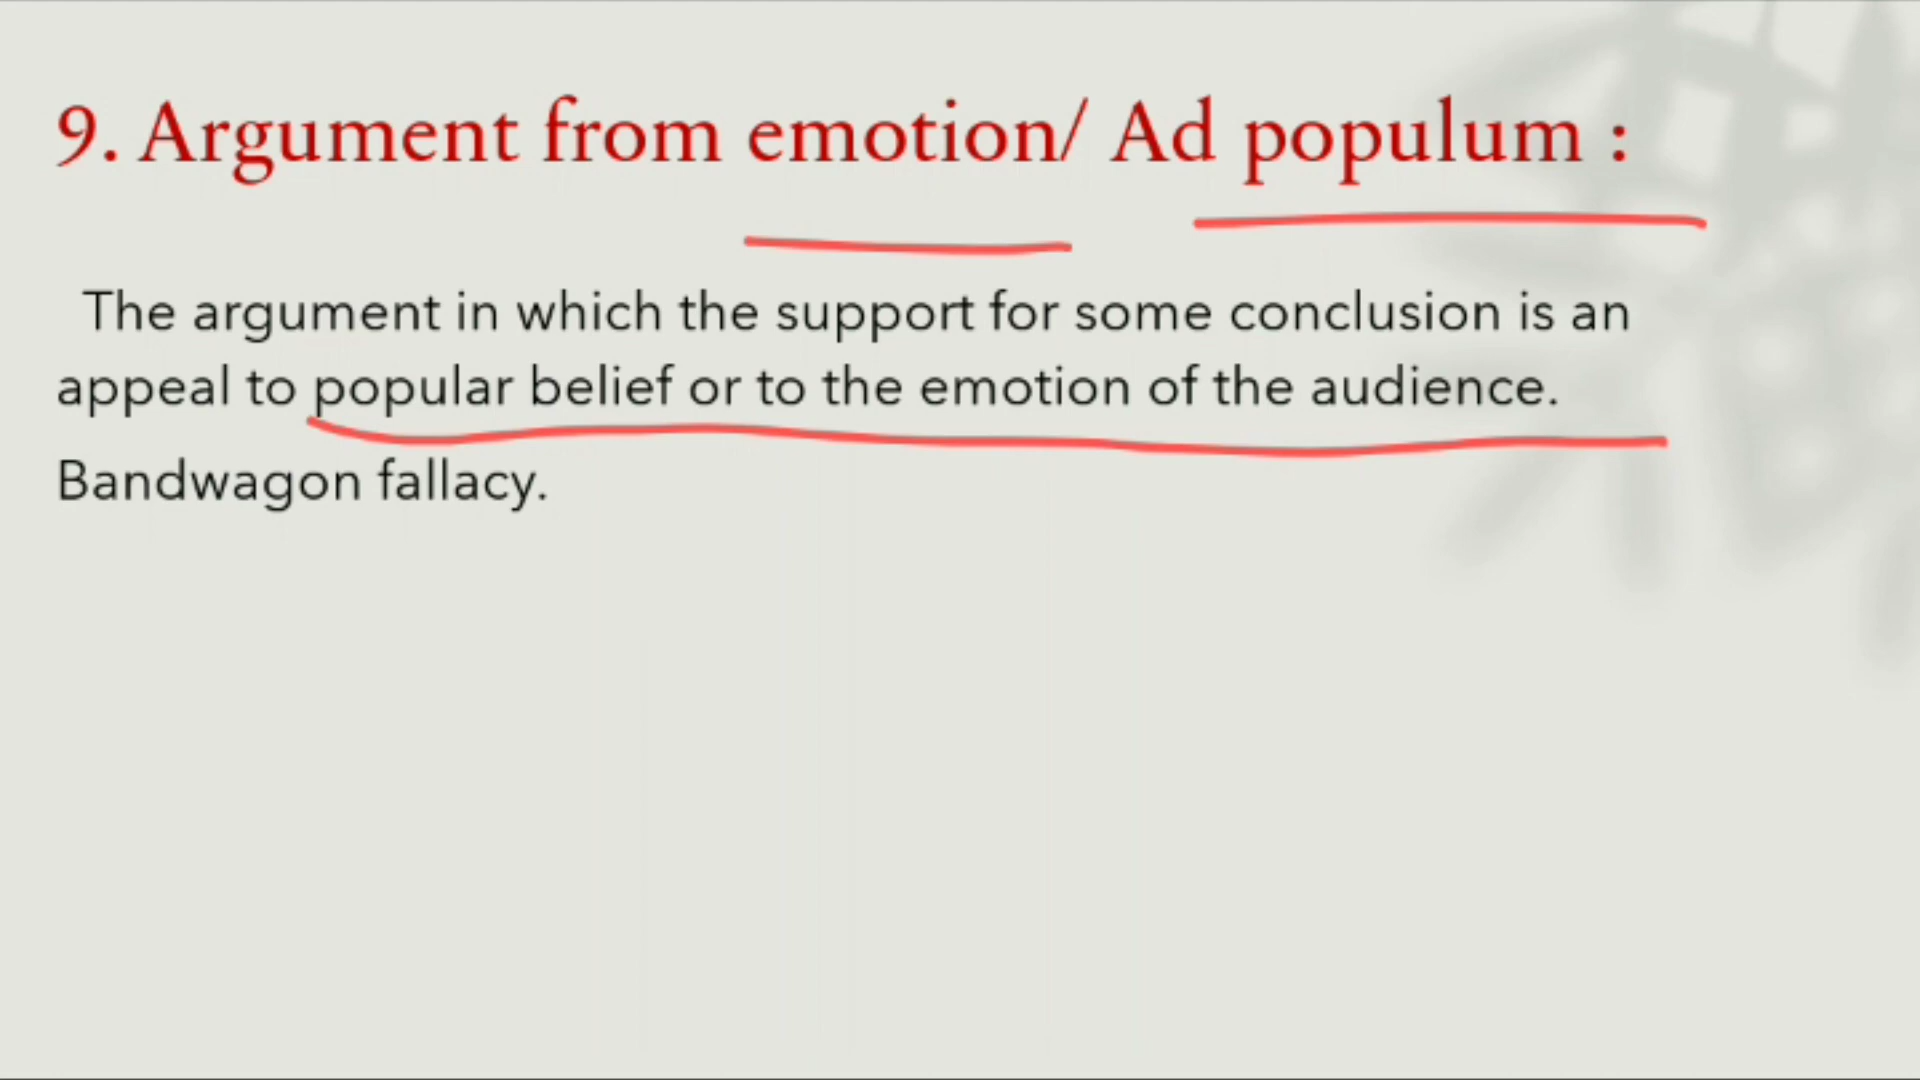 9. Argument from emotion/ Ad populum :
The argument in which the support for some conclusion is an
appeal to popular belief or to the emotion of the audience.
Bandwagon fallacy.